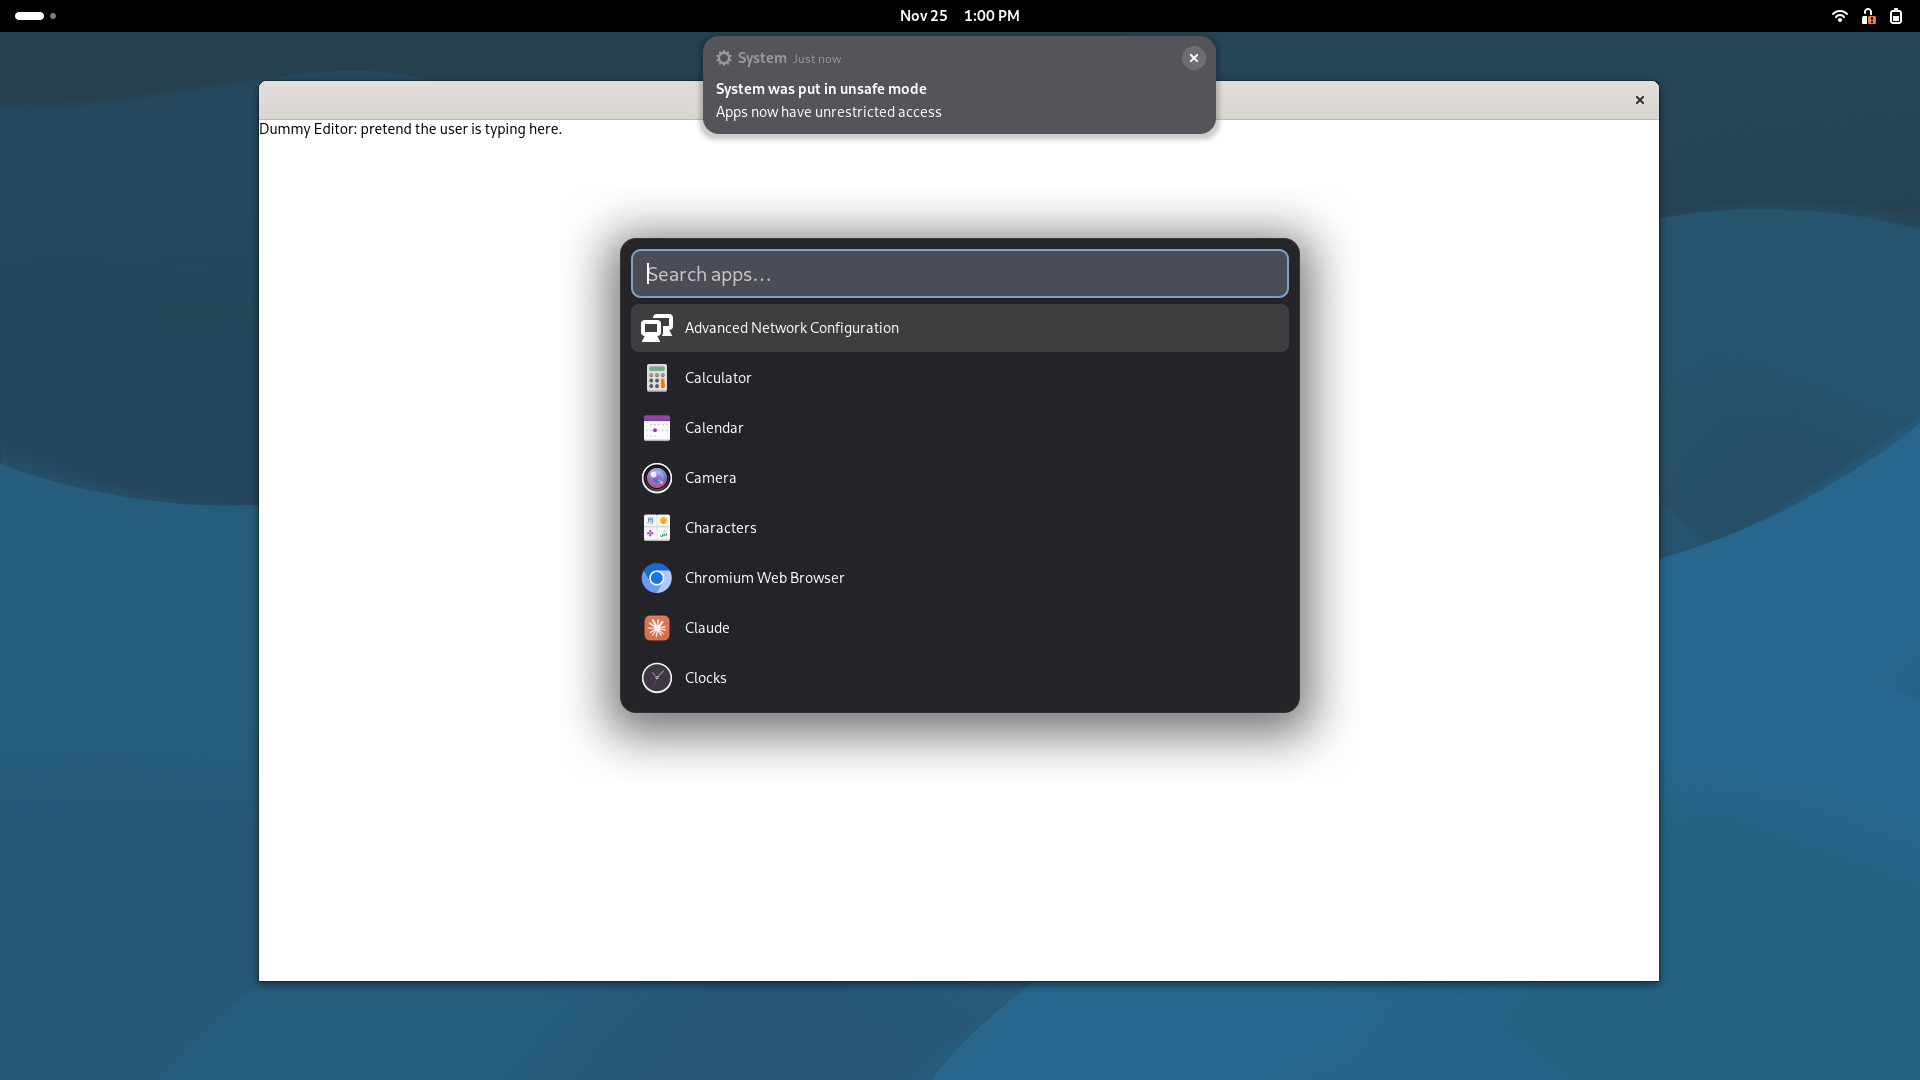 Nov 25 1:00 PM
System Just now
System was put in unsafe mode
Apps now have unrestricted access
Dummy Editor: pretend the user is typing here.
Search apps…
Advanced Network Configuration
Calculator
Calendar
Camera
Characters
Chromium Web Browser
Claude
Clocks